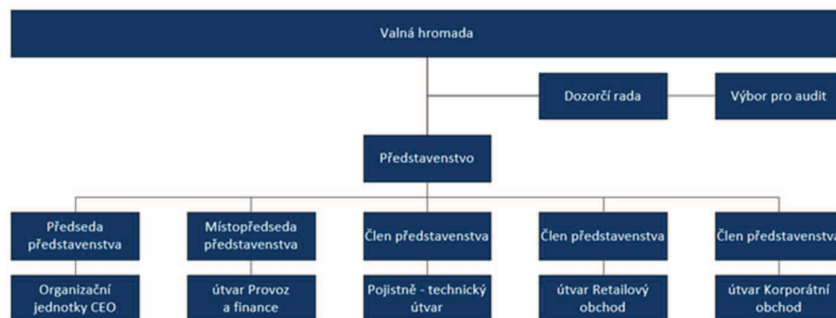 Valná hromada
Dozorčí rada
Výbor pro audit
Představenstvo
Předseda
představenstva
Místopředseda
představenstva
Člen představenstva
Člen představenstva
Člen představenstva
Organizační
jednotky CEO
útvar Provoz
a finance
Pojistně - technický
útvar
útvar Retailový
obchod
útvar Korporátní
obchod